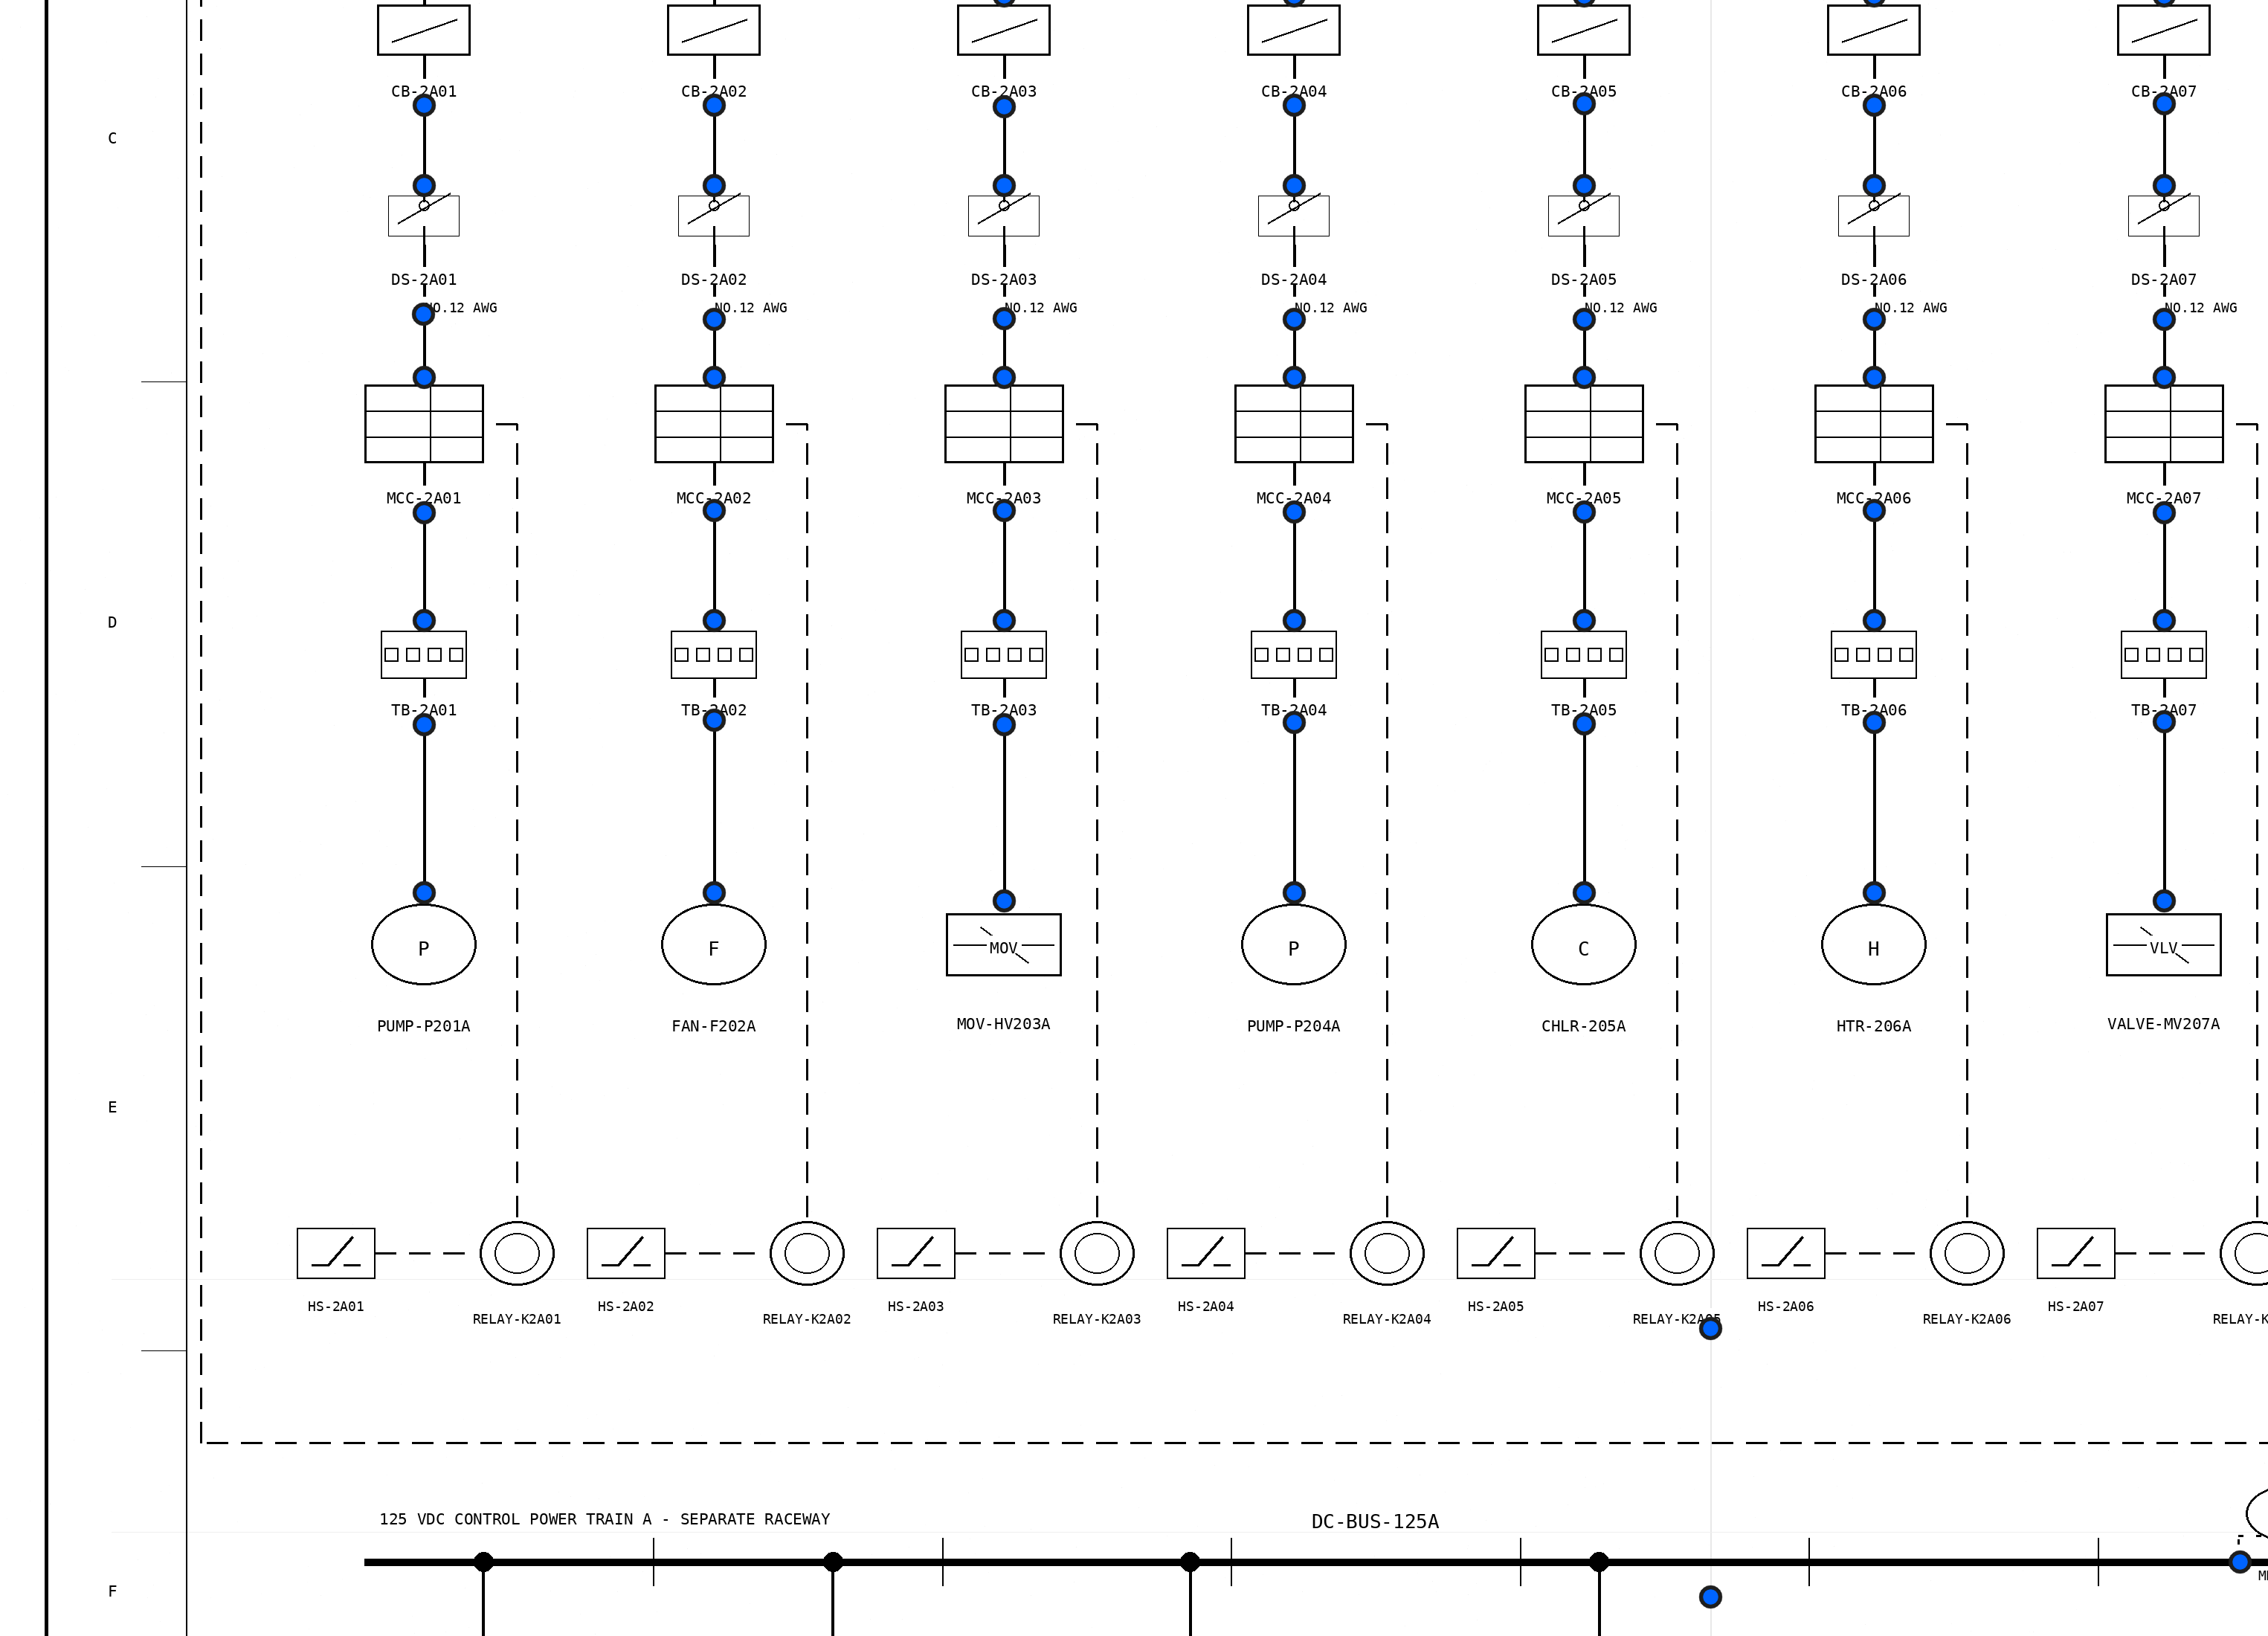 CB-2A01 CB-2A02 CB-2A03 CB-2A04 CB-2A05 CB-2A06 CB-2A07
C
DS-2A01 DS-2A02 DS-2A03 DS-2A04 DS-2A05 DS-2A06 DS-2A07
NO.12 AWG NO.12 AWG NO.12 AWG NO.12 AWG NO.12 AWG NO.12 AWG NO.12 AWG
MCC-2A01 MCC-2A02 MCC-2A03 MCC-2A04 MCC-2A05 MCC-2A06 MCC-2A07
D
TB-2A01 TB-2A02 TB-2A03 TB-2A04 TB-2A05 TB-2A06 TB-2A07
P F MOV P C H VLV
PUMP-P201A FAN-F202A MOV-HV203A PUMP-P204A CHLR-205A HTR-206A VALVE-MV207A
E
HS-2A01 HS-2A02 HS-2A03 HS-2A04 HS-2A05 HS-2A06 HS-2A07
RELAY-K2A01 RELAY-K2A02 RELAY-K2A03 RELAY-K2A04 RELAY-K2A05 RELAY-K2A06
125 VDC CONTROL POWER TRAIN A - SEPARATE RACEWAY DC-BUS-125A
F